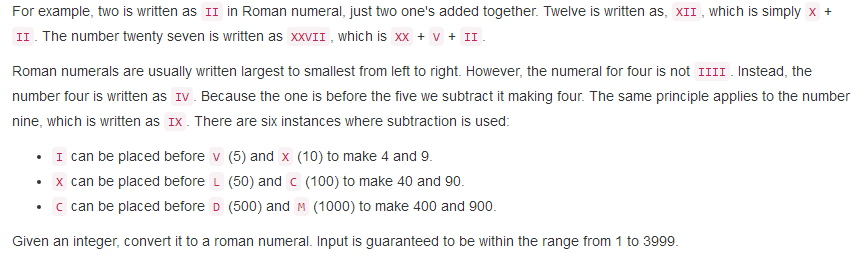 For example, two is written as II in Roman numeral, just two one's added together. Twelve is written as, XII , which is simply X +
II . The number twenty seven is written as XXVII , which is XX + V + II .
Roman numerals are usually written largest to smallest from left to right. However, the numeral for four is not IIII . Instead, the
number four is written as IV . Because the one is before the five we subtract it making four. The same principle applies to the number
nine, which is written as IX . There are six instances where subtraction is used:
• I can be placed before V (5) and X (10) to make 4 and 9.
• X can be placed before L (50) and C (100) to make 40 and 90.
• C can be placed before D (500) and M (1000) to make 400 and 900.
Given an integer, convert it to a roman numeral. Input is guaranteed to be within the range from 1 to 3999.